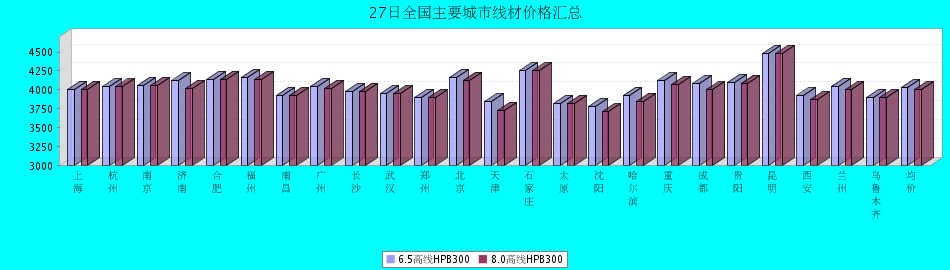 27日全国主要城市线材价格汇总
4500
4250
4000
3750
3500
3250
3000
上海
杭州
南京
济南
合肥
福州
南昌
广州
长沙
武汉
郑州
北京
天津
石家庄
太原
沈阳
哈尔滨
重庆
成都
贵阳
昆明
西安
兰州
乌鲁木齐
均价
6.5高线HPB300
8.0高线HPB300